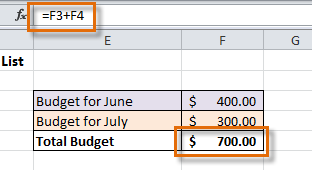 fx =F3+F4
E F G
List
Budget for June $ 400.00
Budget for July $ 300.00
Total Budget $ 700.00